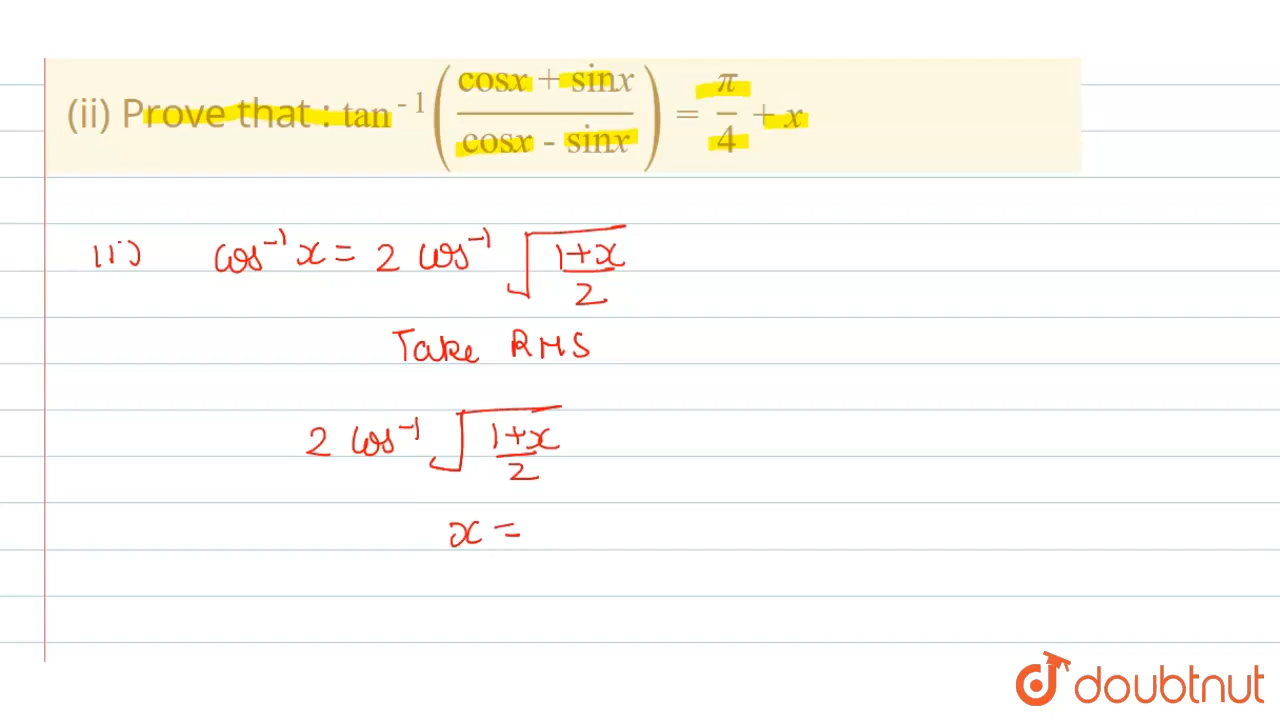 (ii) Prove that : tan⁻¹((cosx + sinx)/(cosx - sinx)) = π/4 + x
(ii) cos⁻¹ x = 2 cos⁻¹ √((1+x)/2)
Take RHS
2 cos⁻¹ √((1+x)/2)
x =
doubtnut